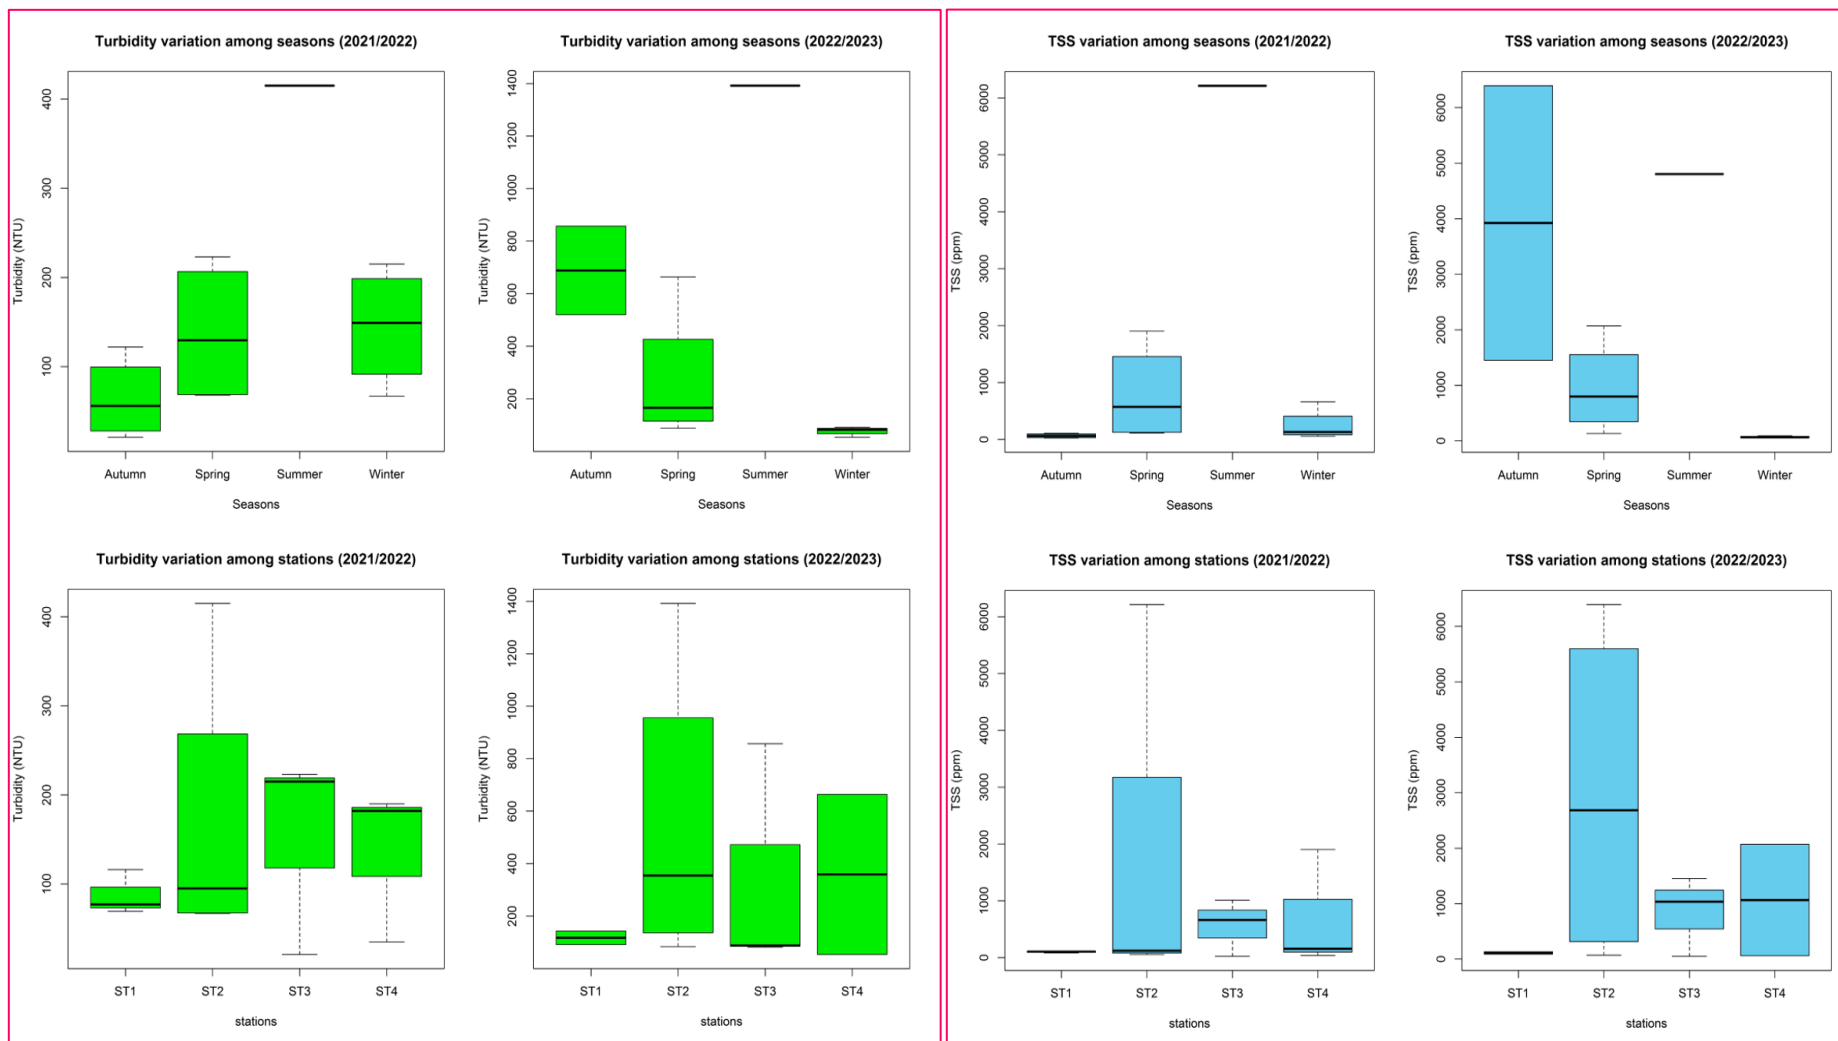 Turbidity variation among seasons (2021/2022)
Turbidity (NTU)
400
300
200
100
Autumn Spring Summer Winter
Seasons
Turbidity variation among seasons (2022/2023)
Turbidity (NTU)
1400
1200
1000
800
600
400
200
Autumn Spring Summer Winter
Seasons
TSS variation among seasons (2021/2022)
TSS (ppm)
6000
5000
4000
3000
2000
1000
0
Autumn Spring Summer Winter
Seasons
TSS variation among seasons (2022/2023)
TSS (ppm)
6000
5000
4000
3000
2000
1000
0
Autumn Spring Summer Winter
Seasons
Turbidity variation among stations (2021/2022)
Turbidity (NTU)
400
300
200
100
ST1 ST2 ST3 ST4
stations
Turbidity variation among stations (2022/2023)
Turbidity (NTU)
1400
1200
1000
800
600
400
200
ST1 ST2 ST3 ST4
stations
TSS variation among stations (2021/2022)
TSS (ppm)
6000
5000
4000
3000
2000
1000
0
ST1 ST2 ST3 ST4
stations
TSS variation among stations (2022/2023)
TSS (ppm)
6000
5000
4000
3000
2000
1000
0
ST1 ST2 ST3 ST4
stations